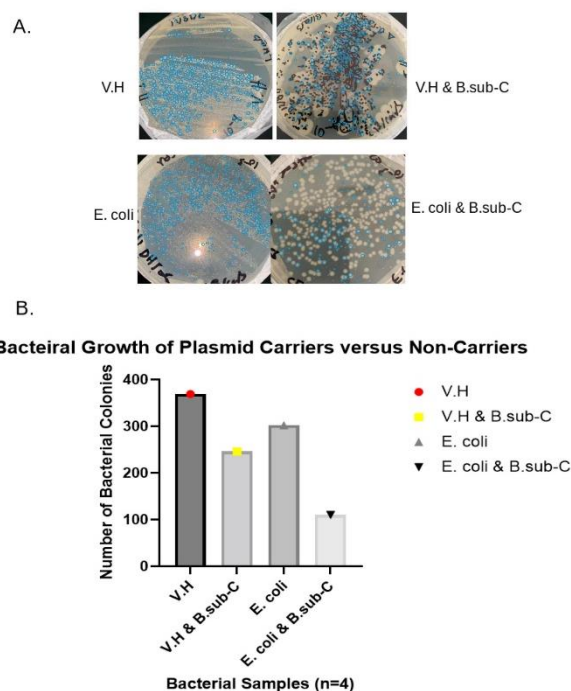 A.
V.H
V.H & B.sub-C
E. coli
E. coli & B.sub-C
B.
Bacteiral Growth of Plasmid Carriers versus Non-Carriers
Number of Bacterial Colonies
400
300
200
100
0
V.H
V.H & B.sub-C
E. coli
E. coli & B.sub-C
Bacterial Samples (n=4)
V.H
V.H & B.sub-C
E. coli
E. coli & B.sub-C